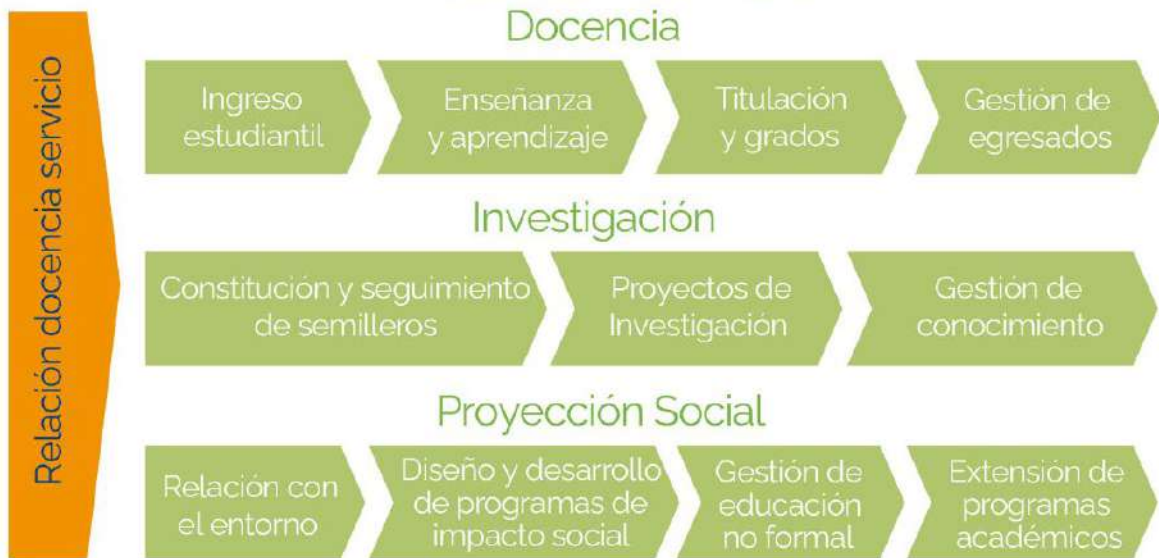 Relación docencia servicio
Docencia
Ingreso
estudiantil
Enseñanza
y aprendizaje
Titulación
y grados
Gestión de
egresados
Investigación
Constitución y seguimiento
de semilleros
Proyectos de
Investigación
Gestión de
conocimiento
Proyección Social
Relación con
el entorno
Diseño y desarrollo
de programas de
impacto social
Gestión de
educación
no formal
Extensión de
programas
académicos